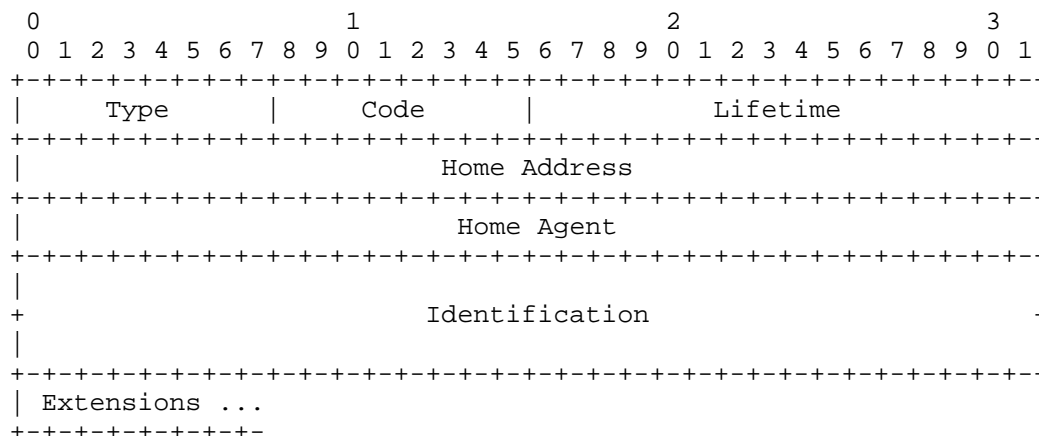 0                   1                   2                   3
 0 1 2 3 4 5 6 7 8 9 0 1 2 3 4 5 6 7 8 9 0 1 2 3 4 5 6 7 8 9 0 1
+-+-+-+-+-+-+-+-+-+-+-+-+-+-+-+-+-+-+-+-+-+-+-+-+-+-+-+-+-+-+-+-
|     Type      |     Code      |           Lifetime
+-+-+-+-+-+-+-+-+-+-+-+-+-+-+-+-+-+-+-+-+-+-+-+-+-+-+-+-+-+-+-+-
|                          Home Address
+-+-+-+-+-+-+-+-+-+-+-+-+-+-+-+-+-+-+-+-+-+-+-+-+-+-+-+-+-+-+-+-
|                           Home Agent
+-+-+-+-+-+-+-+-+-+-+-+-+-+-+-+-+-+-+-+-+-+-+-+-+-+-+-+-+-+-+-+-
|
+                         Identification                        -
|
+-+-+-+-+-+-+-+-+-+-+-+-+-+-+-+-+-+-+-+-+-+-+-+-+-+-+-+-+-+-+-+-
| Extensions ...
+-+-+-+-+-+-+-+-